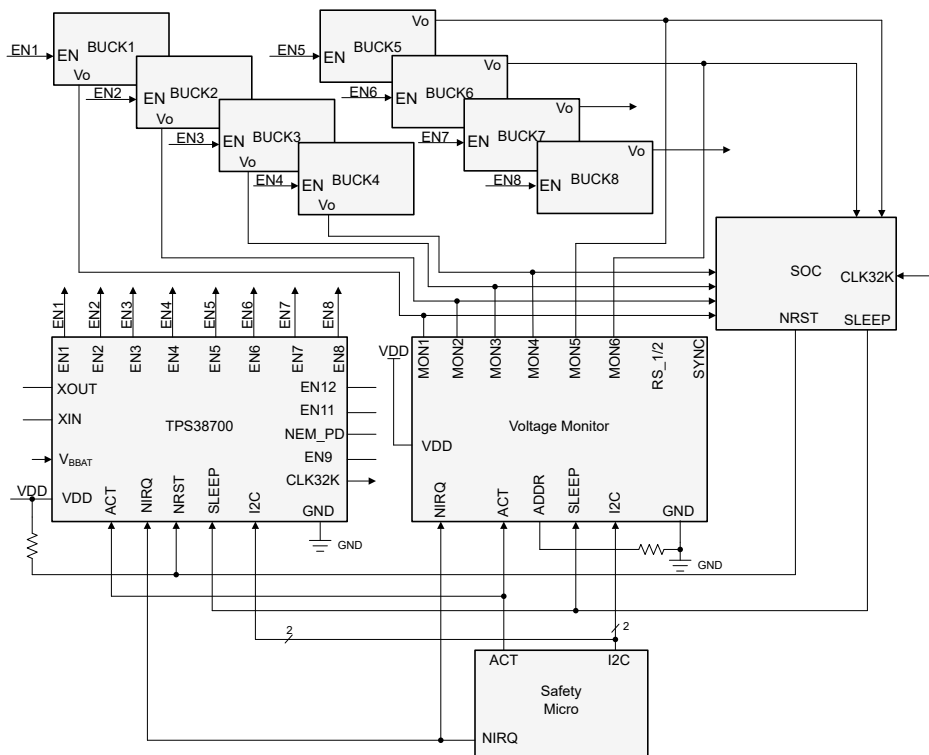 BUCK1
EN1
EN
Vo
BUCK2
EN2
EN
Vo
BUCK3
EN3
EN
Vo
BUCK4
EN4
EN
Vo
BUCK5
EN5
EN
Vo
BUCK6
EN6
EN
Vo
BUCK7
EN7
EN
Vo
BUCK8
EN8
EN
Vo
SOC
CLK32K
NRST
SLEEP
EN1
EN2
EN3
EN4
EN5
EN6
EN7
EN8
EN1
EN2
EN3
EN4
EN5
EN6
EN7
EN8
XOUT
XIN
VBBAT
VDD
VDD
TPS38700
EN12
EN11
NEM_PD
EN9
CLK32K
ACT
NIRQ
NRST
SLEEP
I2C
GND
GND
VDD
MON1
MON2
MON3
MON4
MON5
MON6
RS_1/2
SYNC
Voltage Monitor
VDD
NIRQ
ACT
ADDR
SLEEP
I2C
GND
GND
2
2
ACT
I2C
Safety
Micro
NIRQ